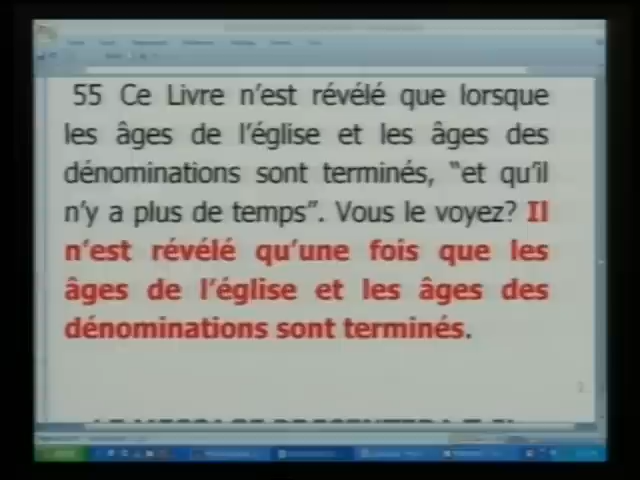 55 Ce Livre n'est révélé que lorsque
les âges de l'église et les âges des
dénominations sont terminés, "et qu'il
n'y a plus de temps". Vous le voyez? Il
n'est révélé qu'une fois que les
âges de l'église et les âges des
dénominations sont terminés.